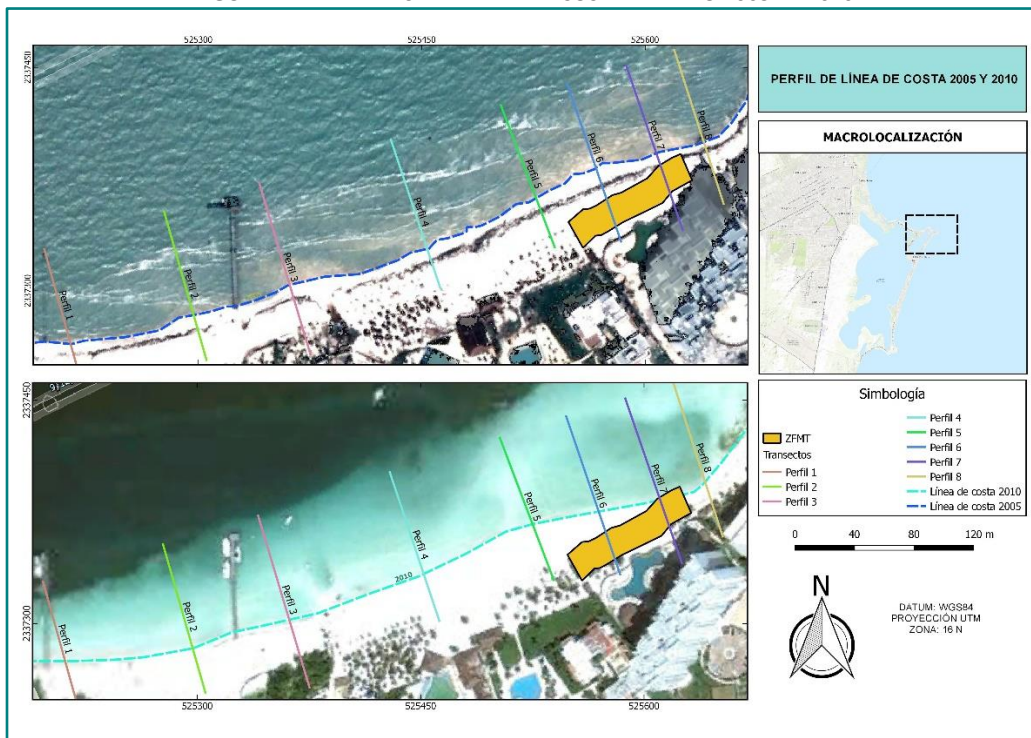 525300
525450
525600
2337450
2337300
Perfil 1
Perfil 2
Perfil 3
Perfil 4
Perfil 5
Perfil 6
Perfil 7
Perfil 8
2337450
2337300
Perfil 1
Perfil 2
Perfil 3
Perfil 4
2010
Perfil 5
Perfil 6
Perfil 7
Perfil 8
525300
525450
525600
PERFIL DE LÍNEA DE COSTA 2005 Y 2010
MACROLOCALIZACIÓN
Simbología
ZFMT
Transectos
Perfil 1
Perfil 2
Perfil 3
Perfil 4
Perfil 5
Perfil 6
Perfil 7
Perfil 8
Línea de costa 2010
Línea de costa 2005
0 40 80 120 m
N
DATUM: WGS84
PROYECCIÓN UTM
ZONA: 16 N